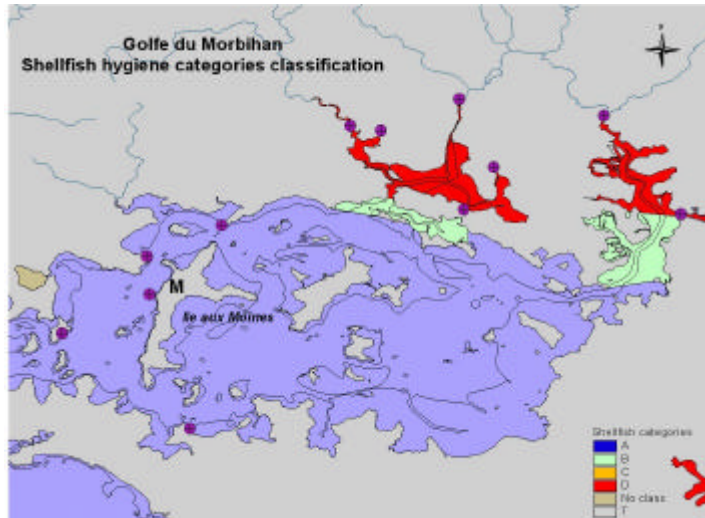 Golfe du Morbihan
Shellfish hygiene categories classification
M
Ile aux Moines
Shellfish categories
A
B
C
D
No class
T